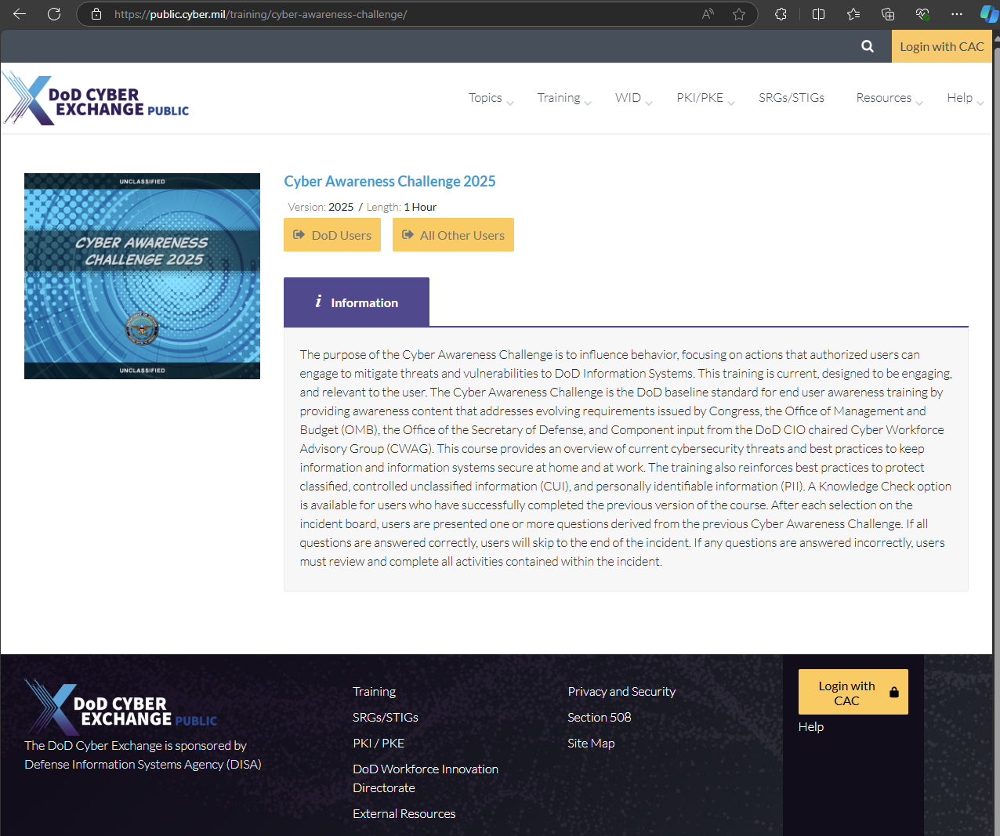 https://public.cyber.mil/training/cyber-awareness-challenge/
Login with CAC
DoD CYBER
EXCHANGE PUBLIC
Topics
Training
WID
PKI/PKE
SRGs/STIGs
Resources
Help
UNCLASSIFIED
CYBER AWARENESS
CHALLENGE 2025
UNCLASSIFIED
Cyber Awareness Challenge 2025
Version: 2025 / Length: 1 Hour
DoD Users
All Other Users
i Information
The purpose of the Cyber Awareness Challenge is to influence behavior, focusing on actions that authorized users can
engage to mitigate threats and vulnerabilities to DoD Information Systems. This training is current, designed to be engaging,
and relevant to the user. The Cyber Awareness Challenge is the DoD baseline standard for end user awareness training by
providing awareness content that addresses evolving requirements issued by Congress, the Office of Management and
Budget (OMB), the Office of the Secretary of Defense, and Component input from the DoD CIO chaired Cyber Workforce
Advisory Group (CWAG). This course provides an overview of current cybersecurity threats and best practices to keep
information and information systems secure at home and at work. The training also reinforces best practices to protect
classified, controlled unclassified information (CUI), and personally identifiable information (PII). A Knowledge Check option
is available for users who have successfully completed the previous version of the course. After each selection on the
incident board, users are presented one or more questions derived from the previous Cyber Awareness Challenge. If all
questions are answered correctly, users will skip to the end of the incident. If any questions are answered incorrectly, users
must review and complete all activities contained within the incident.
DoD CYBER
EXCHANGE PUBLIC
The DoD Cyber Exchange is sponsored by
Defense Information Systems Agency (DISA)
Training
SRGs/STIGs
PKI / PKE
DoD Workforce Innovation
Directorate
External Resources
Privacy and Security
Section 508
Site Map
Login with
CAC
Help